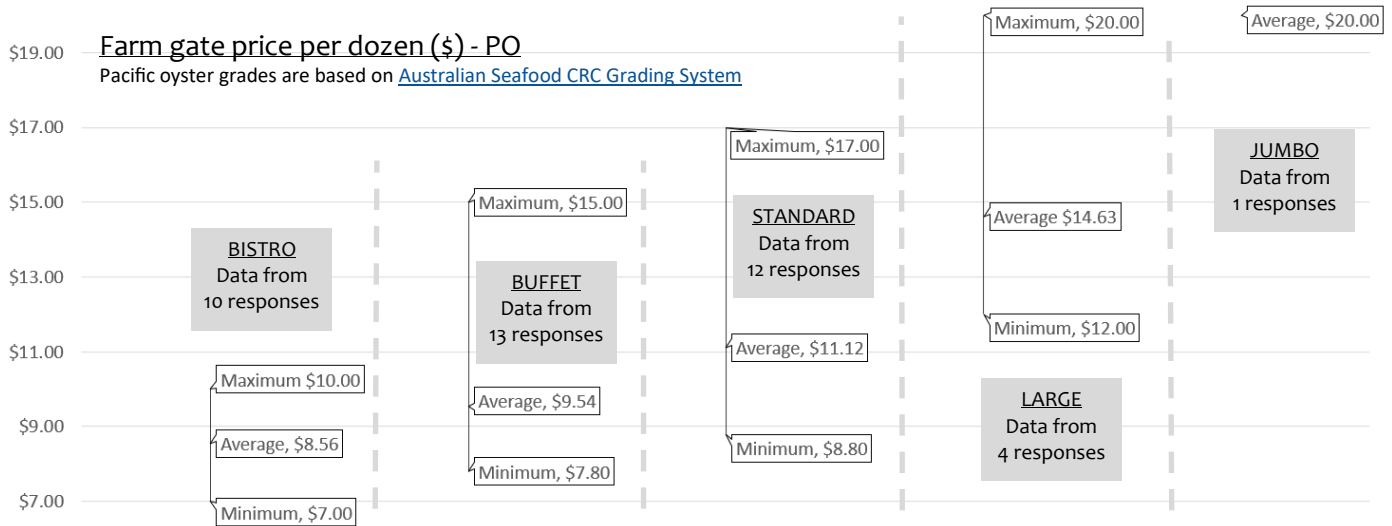 Farm gate price per dozen ($) - PO
Pacific oyster grades are based on Australian Seafood CRC Grading System
$19.00
$17.00
$15.00
$13.00
$11.00
$9.00
$7.00
BISTRO
Data from
10 responses
Maximum $10.00
Average, $8.56
Minimum, $7.00
Maximum, $15.00
BUFFET
Data from
13 responses
Average, $9.54
Minimum, $7.80
Maximum, $17.00
STANDARD
Data from
12 responses
Average, $11.12
Minimum, $8.80
Maximum, $20.00
Average $14.63
Minimum, $12.00
LARGE
Data from
4 responses
Average, $20.00
JUMBO
Data from
1 responses